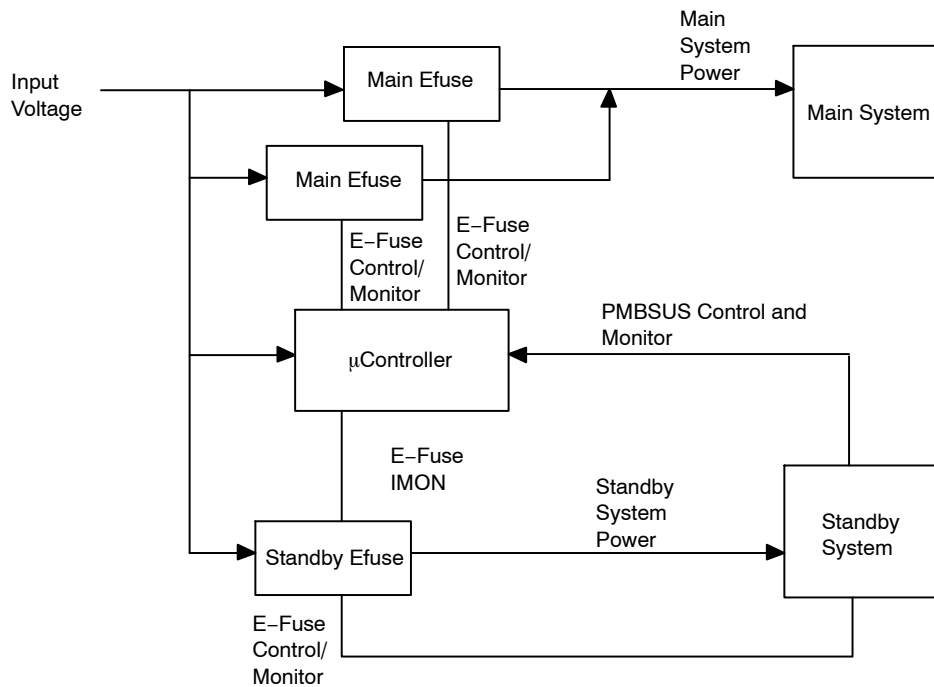 Main
System
Power
Input
Voltage
Main Efuse
Main System
Main Efuse
E−Fuse
Control/
Monitor
E−Fuse
Control/
Monitor
PMBSUS Control and
Monitor
μController
E−Fuse
IMON
Standby
System
Power
Standby
System
Standby Efuse
E−Fuse
Control/
Monitor